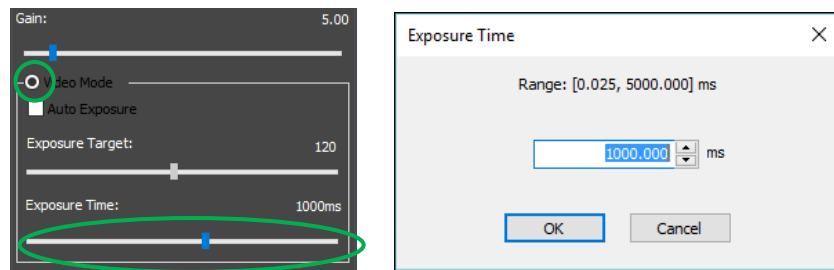 Gain: 5.00
Video Mode
Auto Exposure
Exposure Target: 120
Exposure Time: 1000ms
Exposure Time
Range: [0.025, 5000.000] ms
1000.000 ms
OK Cancel